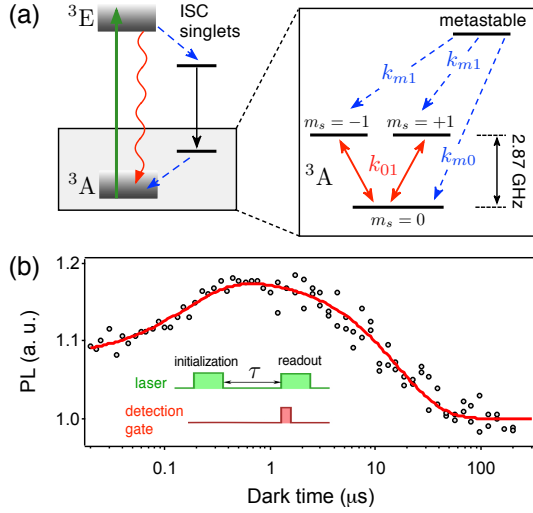 (a)
³E
ISC
singlets
³A
metastable
k_m1
k_m1
m_s = −1
m_s = +1
³A
k_01
k_m0
2.87 GHz
m_s = 0
(b)
1.2
1.1
1.0
PL (a. u.)
initialization
τ
readout
laser
detection
gate
0.1
1
10
100
Dark time (μs)